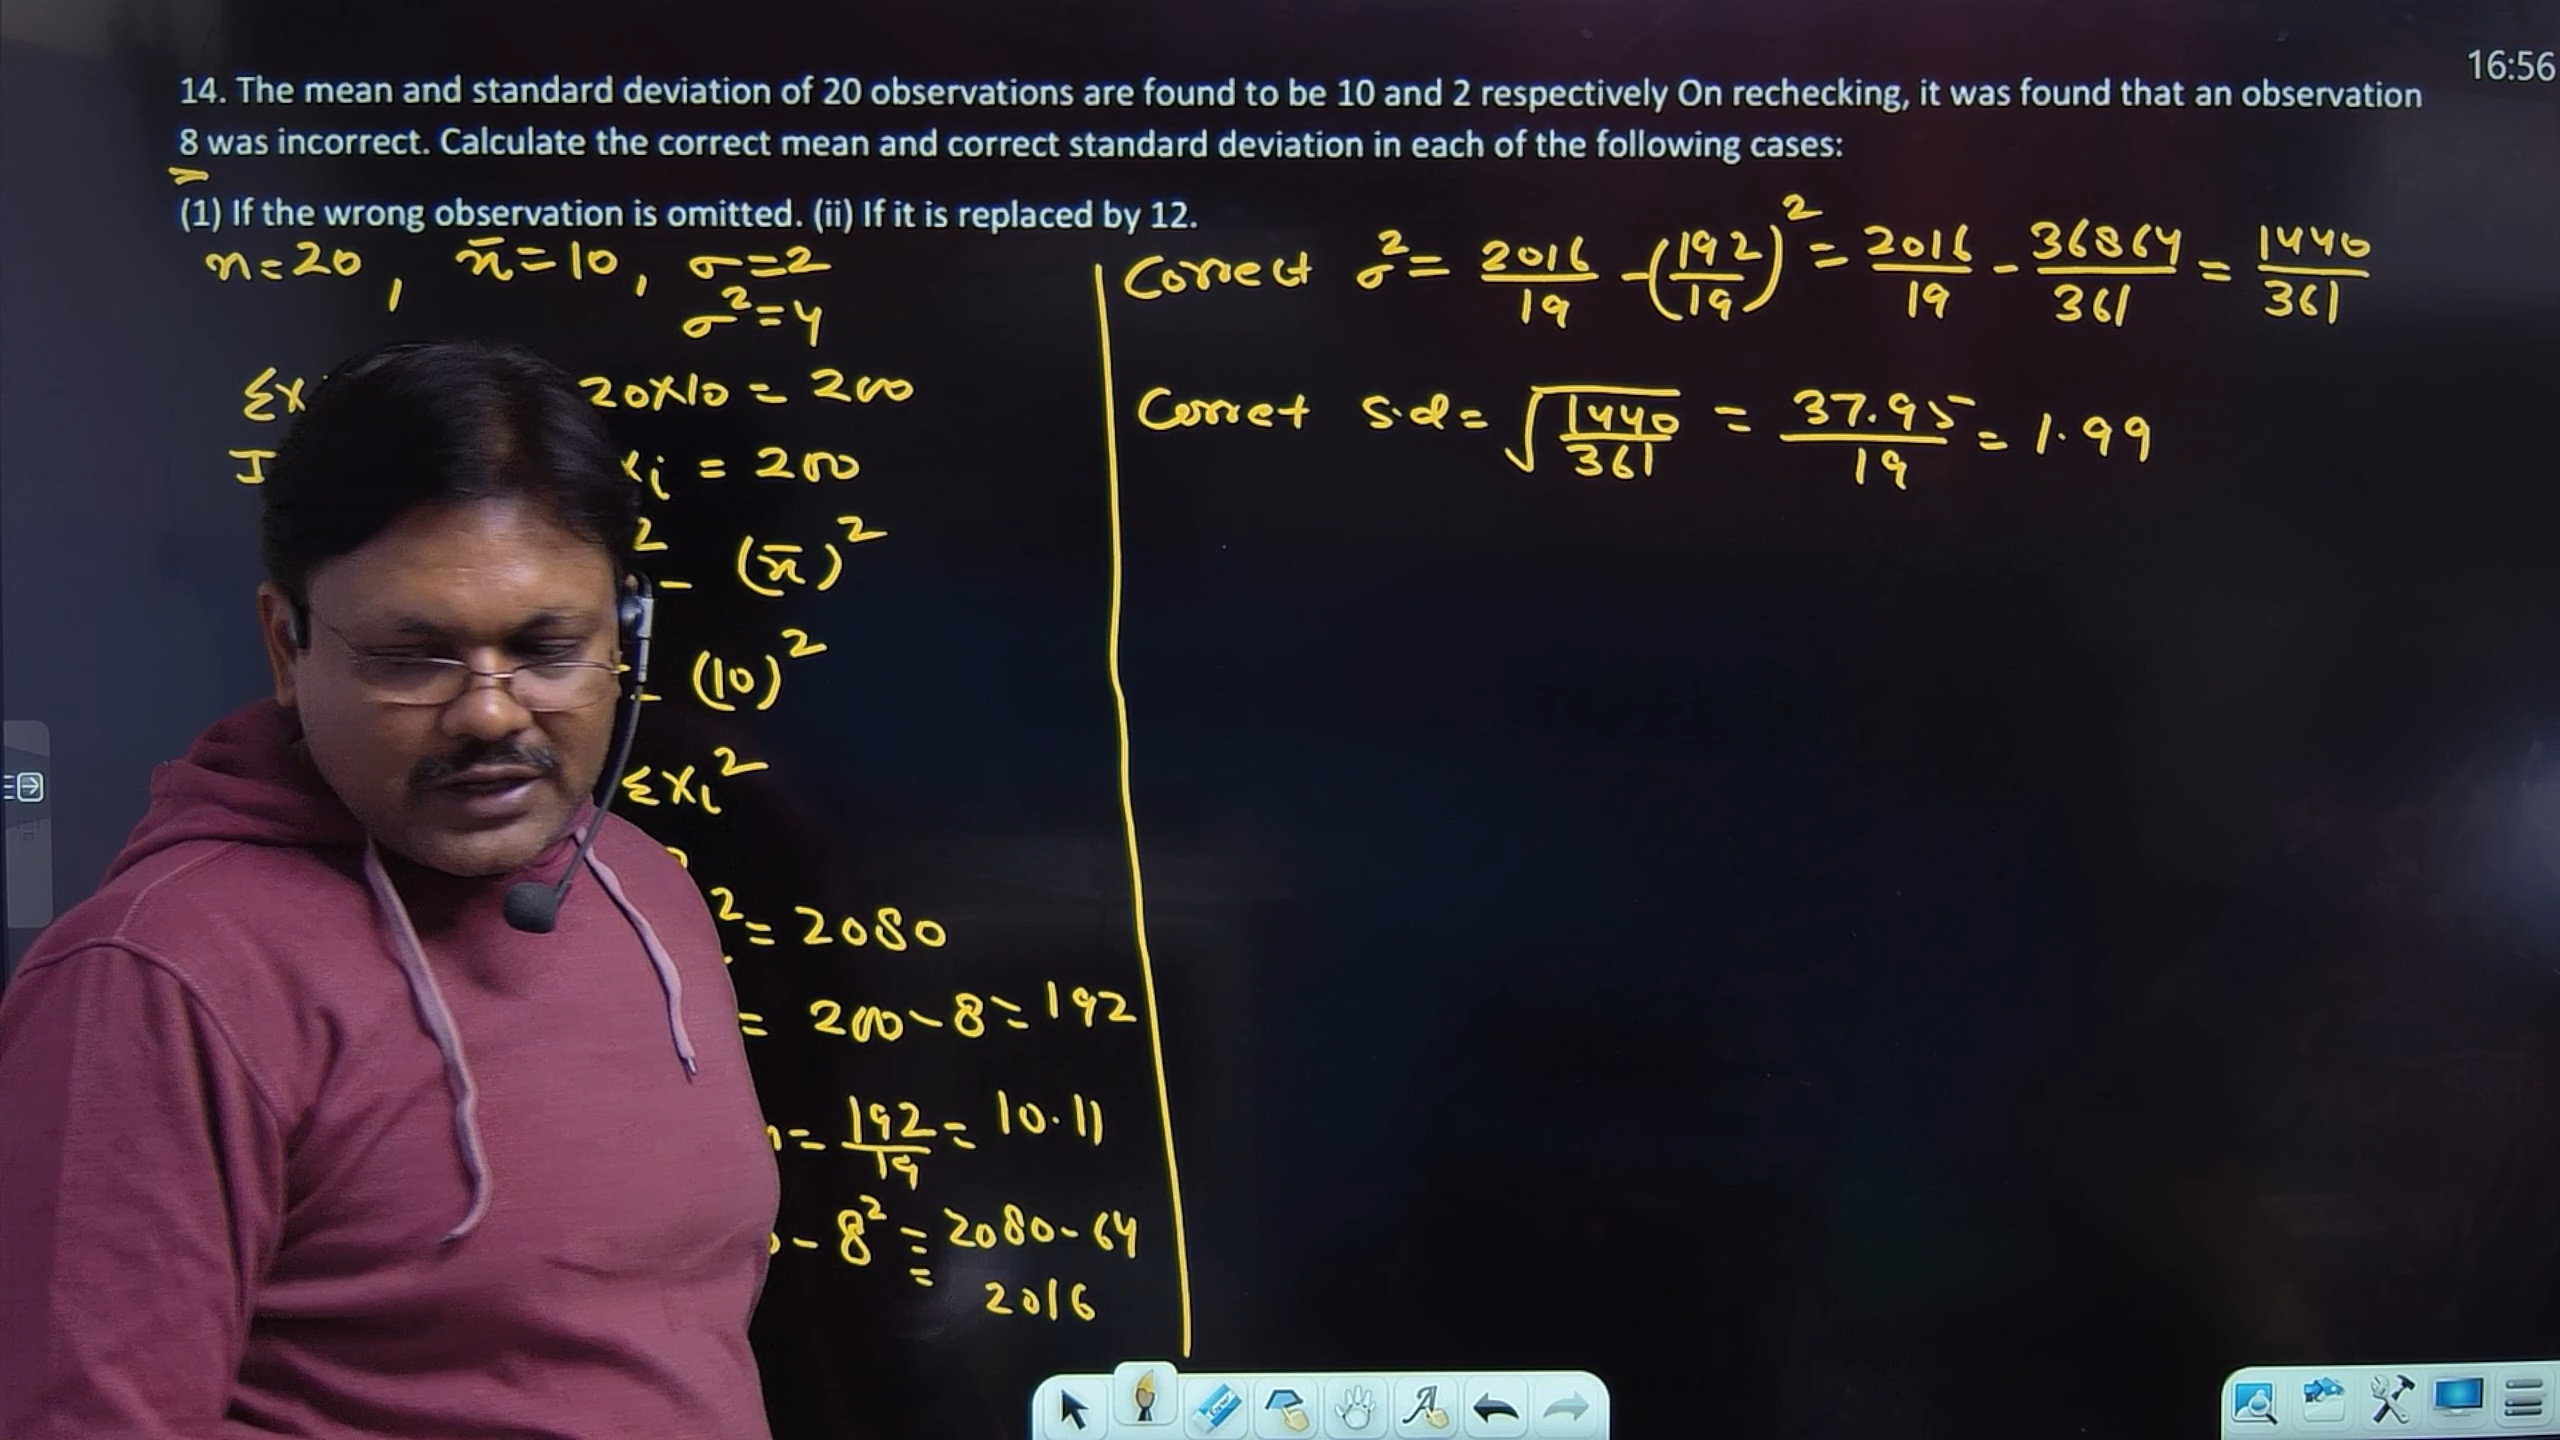 16:56
14. The mean and standard deviation of 20 observations are found to be 10 and 2 respectively On rechecking, it was found that an observation
8 was incorrect. Calculate the correct mean and correct standard deviation in each of the following cases:
(1) If the wrong observation is omitted. (ii) If it is replaced by 12.
n=20, x̄=10, σ=2
σ²=4
Σx 20×10 = 200
I xi = 200
² - (x̄)²
- (10)²
Σxi²
² = 2080
= 200-8 = 192
= 192/19 = 10.11
- 8² = 2080-64
= 2016
Correct σ² = 2016/19 - (192/19)² = 2016/19 - 36864/361 = 1440/361
Correct s.d = √(1440/361) = 37.95/19 = 1.99